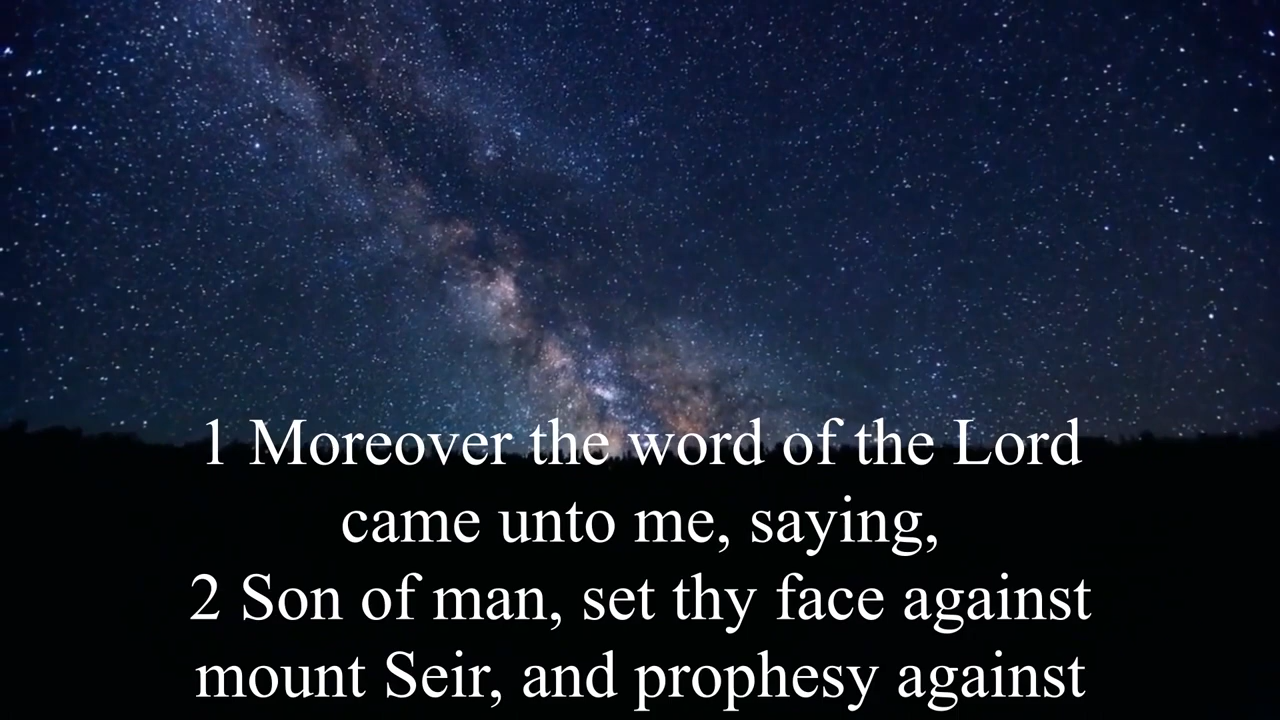 1 Moreover the word of the Lord
came unto me, saying,
2 Son of man, set thy face against
mount Seir, and prophesy against